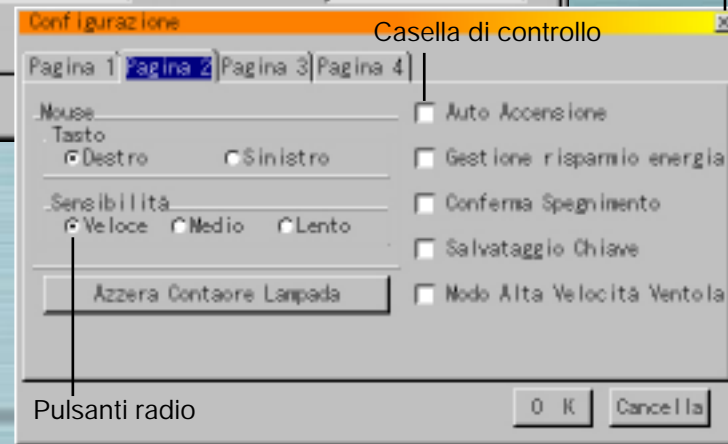 Configurazione
Casella di controllo
Pagina 1 Pagina 2 Pagina 3 Pagina 4
Mouse
Tasto
Destro Sinistro
Sensibilità
Veloce Medio Lento
Azzera Contaore Lampada
Auto Accensione
Gestione risparmio energia
Conferma Spegnimento
Salvataggio Chiave
Modo Alta Velocità Ventola
Pulsanti radio
O K Cancella